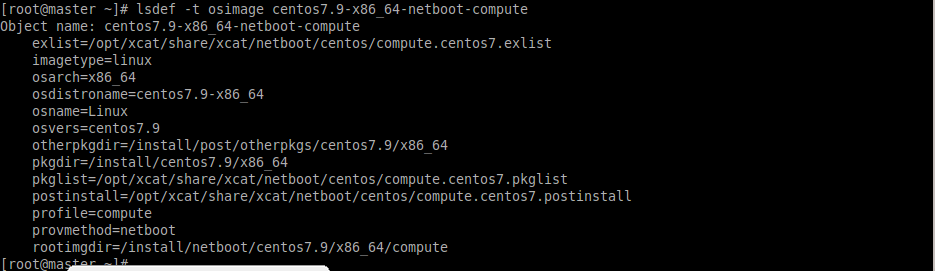 [root@master ~]# lsdef -t osimage centos7.9-x86_64-netboot-compute
Object name: centos7.9-x86_64-netboot-compute
    exlist=/opt/xcat/share/xcat/netboot/centos/compute.centos7.exlist
    imagetype=linux
    osarch=x86_64
    osdistroname=centos7.9-x86_64
    osname=Linux
    osvers=centos7.9
    otherpkgdir=/install/post/otherpkgs/centos7.9/x86_64
    pkgdir=/install/centos7.9/x86_64
    pkglist=/opt/xcat/share/xcat/netboot/centos/compute.centos7.pkglist
    postinstall=/opt/xcat/share/xcat/netboot/centos/compute.centos7.postinstall
    profile=compute
    provmethod=netboot
    rootimgdir=/install/netboot/centos7.9/x86_64/compute
[root@master ~]#